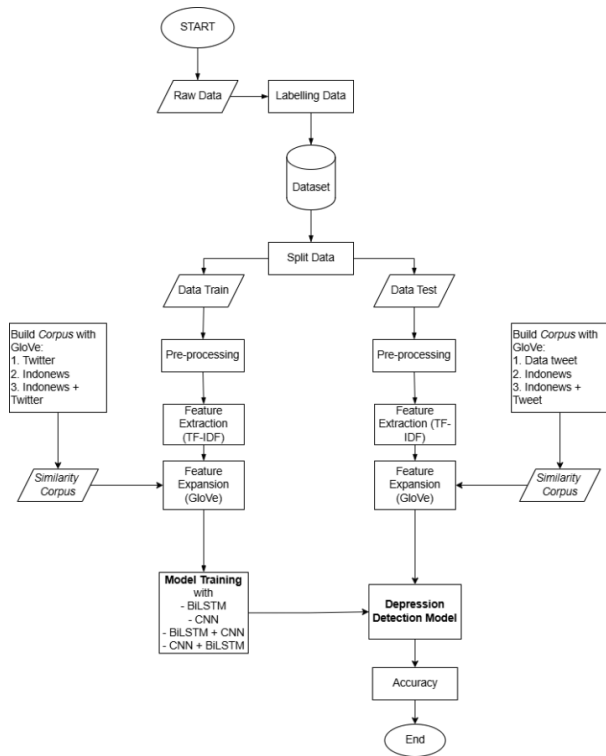 START
Raw Data
Labelling Data
Dataset
Split Data
Data Train
Data Test
Build Corpus with
GloVe:
1. Twitter
2. Indonews
3. Indonews +
Twitter
Pre-processing
Pre-processing
Build Corpus with
GloVe:
1. Data tweet
2. Indonews
3. Indonews +
Tweet
Feature
Extraction
(TF-IDF)
Feature
Extraction (TF-
IDF)
Similarity
Corpus
Feature
Expansion
(GloVe)
Feature
Expansion
(GloVe)
Similarity
Corpus
Model Training
with
- BiLSTM
- CNN
- BiLSTM + CNN
- CNN + BiLSTM
Depression
Detection Model
Accuracy
End